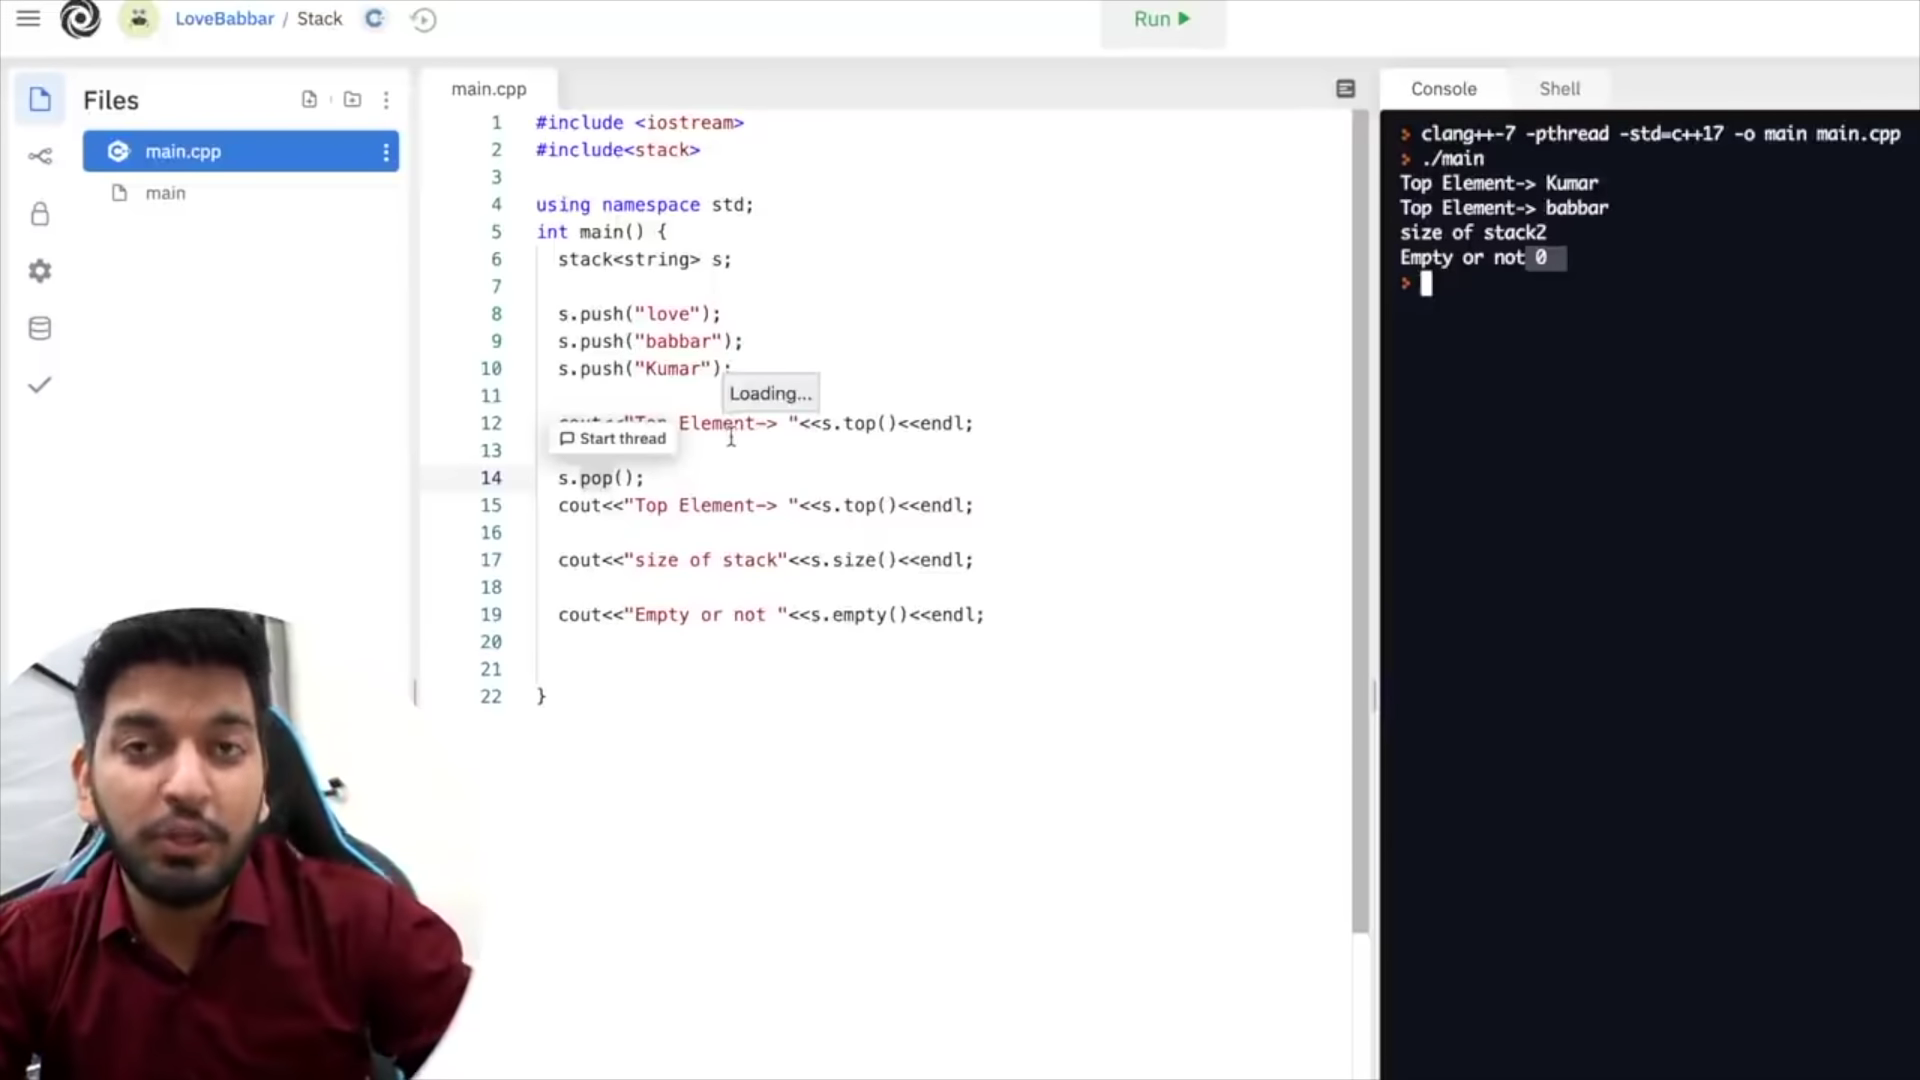 LoveBabbar / Stack
Run
Files
main.cpp
main
main.cpp
1 #include <iostream>
2 #include<stack>
3
4 using namespace std;
5 int main() {
6 stack<string> s;
7
8 s.push("love");
9 s.push("babbar");
10 s.push("Kumar");
11
Loading...
12 cout<<"Top Element-> "<<s.top()<<endl;
Start thread
13
14 s.pop();
15 cout<<"Top Element-> "<<s.top()<<endl;
16
17 cout<<"size of stack"<<s.size()<<endl;
18
19 cout<<"Empty or not "<<s.empty()<<endl;
20
21
22 }
Console Shell
> clang++-7 -pthread -std=c++17 -o main main.cpp
> ./main
Top Element-> Kumar
Top Element-> babbar
size of stack2
Empty or not 0
>